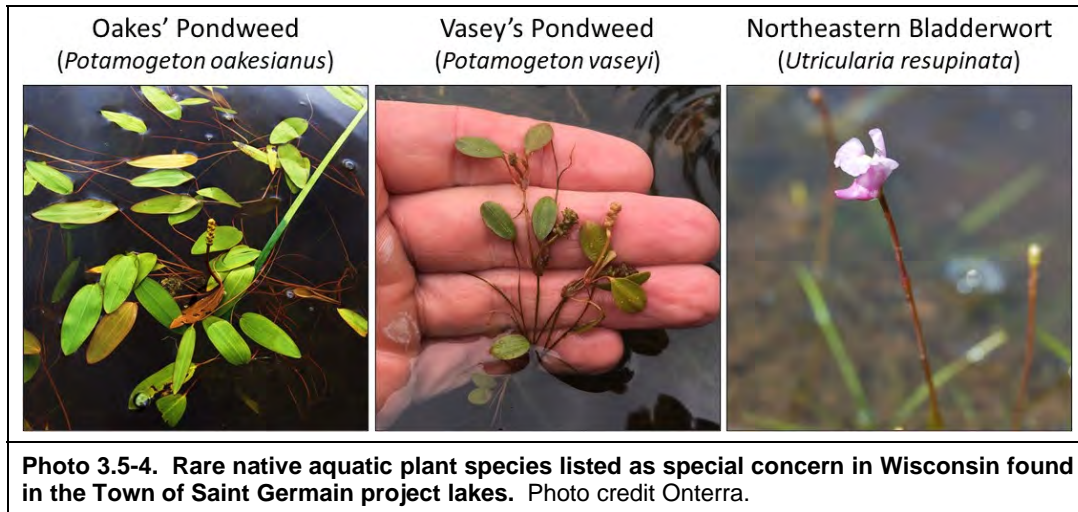 Oakes' Pondweed
(Potamogeton oakesianus)
Vasey's Pondweed
(Potamogeton vaseyi)
Northeastern Bladderwort
(Utricularia resupinata)
Photo 3.5-4. Rare native aquatic plant species listed as special concern in Wisconsin found
in the Town of Saint Germain project lakes. Photo credit Onterra.